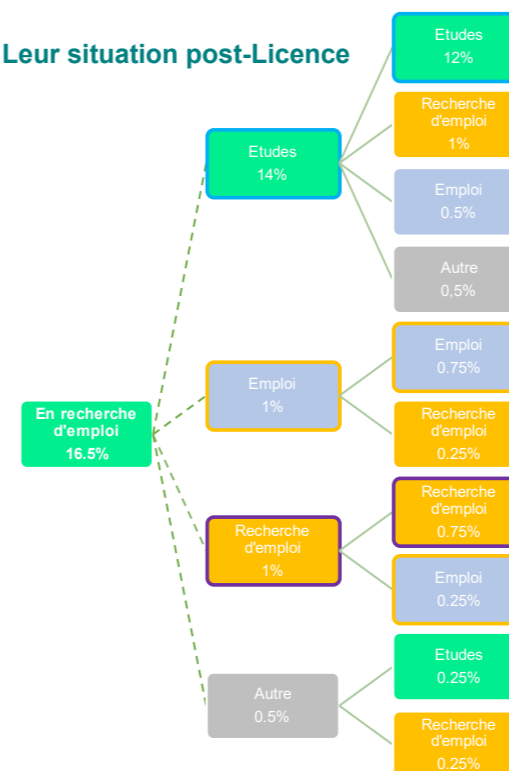 Leur situation post-Licence
Etudes
12%
Recherche
d'emploi
1%
Etudes
14%
Emploi
0.5%
Autre
0,5%
Emploi
0.75%
Emploi
1%
Recherche
d'emploi
0.25%
En recherche
d'emploi
16.5%
Recherche
d'emploi
0.75%
Recherche
d'emploi
1%
Emploi
0.25%
Etudes
0.25%
Autre
0.5%
Recherche
d'emploi
0.25%